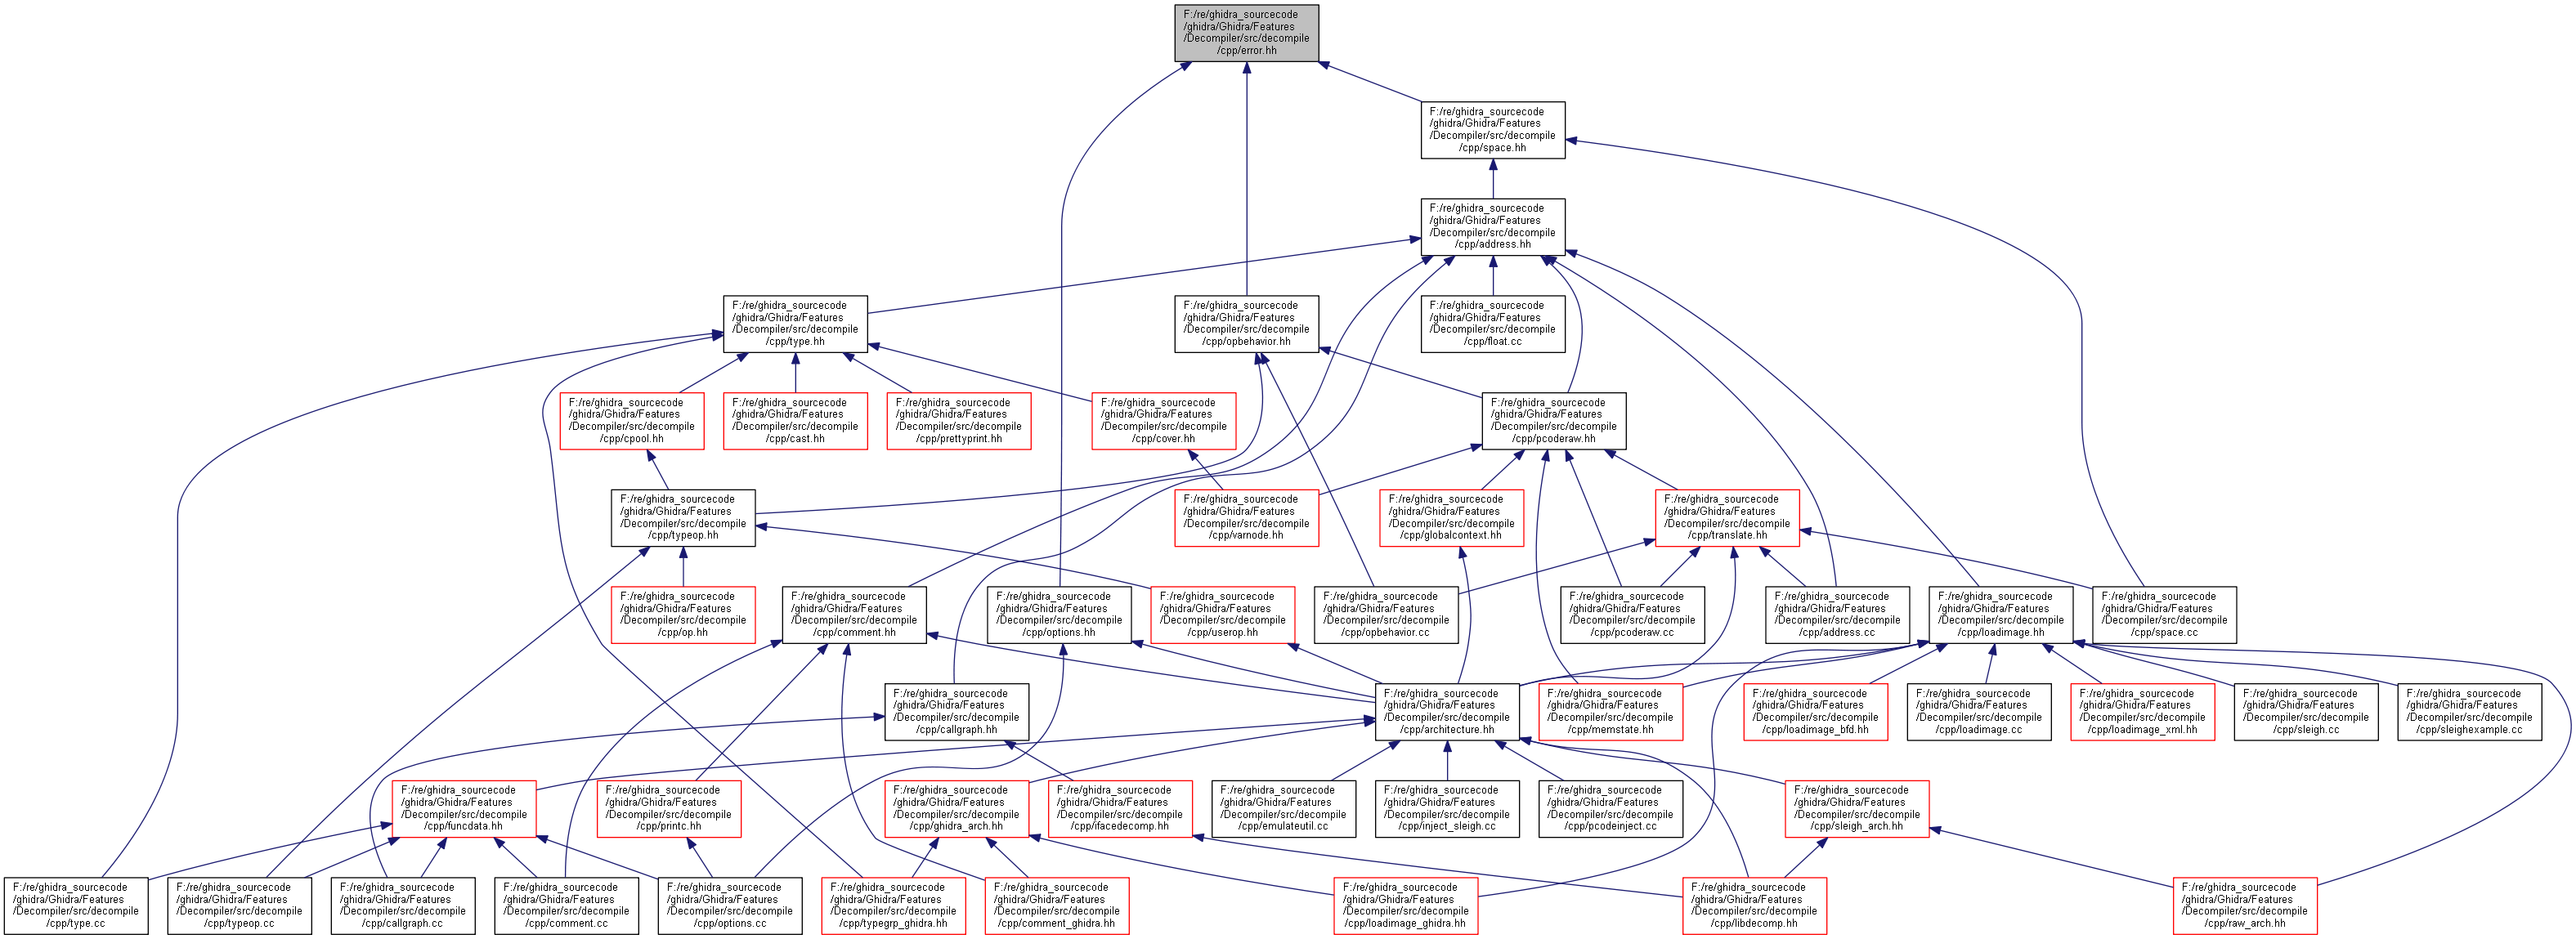 F:/re/ghidra_sourcecode
/ghidra/Ghidra/Features
/Decompiler/src/decompile
/cpp/error.hh
F:/re/ghidra_sourcecode
/ghidra/Ghidra/Features
/Decompiler/src/decompile
/cpp/space.hh
F:/re/ghidra_sourcecode
/ghidra/Ghidra/Features
/Decompiler/src/decompile
/cpp/address.hh
F:/re/ghidra_sourcecode
/ghidra/Ghidra/Features
/Decompiler/src/decompile
/cpp/type.hh
F:/re/ghidra_sourcecode
/ghidra/Ghidra/Features
/Decompiler/src/decompile
/cpp/opbehavior.hh
F:/re/ghidra_sourcecode
/ghidra/Ghidra/Features
/Decompiler/src/decompile
/cpp/float.cc
F:/re/ghidra_sourcecode
/ghidra/Ghidra/Features
/Decompiler/src/decompile
/cpp/cpool.hh
F:/re/ghidra_sourcecode
/ghidra/Ghidra/Features
/Decompiler/src/decompile
/cpp/cast.hh
F:/re/ghidra_sourcecode
/ghidra/Ghidra/Features
/Decompiler/src/decompile
/cpp/prettyprint.hh
F:/re/ghidra_sourcecode
/ghidra/Ghidra/Features
/Decompiler/src/decompile
/cpp/cover.hh
F:/re/ghidra_sourcecode
/ghidra/Ghidra/Features
/Decompiler/src/decompile
/cpp/pcoderaw.hh
F:/re/ghidra_sourcecode
/ghidra/Ghidra/Features
/Decompiler/src/decompile
/cpp/typeop.hh
F:/re/ghidra_sourcecode
/ghidra/Ghidra/Features
/Decompiler/src/decompile
/cpp/varnode.hh
F:/re/ghidra_sourcecode
/ghidra/Ghidra/Features
/Decompiler/src/decompile
/cpp/globalcontext.hh
F:/re/ghidra_sourcecode
/ghidra/Ghidra/Features
/Decompiler/src/decompile
/cpp/translate.hh
F:/re/ghidra_sourcecode
/ghidra/Ghidra/Features
/Decompiler/src/decompile
/cpp/op.hh
F:/re/ghidra_sourcecode
/ghidra/Ghidra/Features
/Decompiler/src/decompile
/cpp/comment.hh
F:/re/ghidra_sourcecode
/ghidra/Ghidra/Features
/Decompiler/src/decompile
/cpp/options.hh
F:/re/ghidra_sourcecode
/ghidra/Ghidra/Features
/Decompiler/src/decompile
/cpp/userop.hh
F:/re/ghidra_sourcecode
/ghidra/Ghidra/Features
/Decompiler/src/decompile
/cpp/opbehavior.cc
F:/re/ghidra_sourcecode
/ghidra/Ghidra/Features
/Decompiler/src/decompile
/cpp/pcoderaw.cc
F:/re/ghidra_sourcecode
/ghidra/Ghidra/Features
/Decompiler/src/decompile
/cpp/address.cc
F:/re/ghidra_sourcecode
/ghidra/Ghidra/Features
/Decompiler/src/decompile
/cpp/loadimage.hh
F:/re/ghidra_sourcecode
/ghidra/Ghidra/Features
/Decompiler/src/decompile
/cpp/space.cc
F:/re/ghidra_sourcecode
/ghidra/Ghidra/Features
/Decompiler/src/decompile
/cpp/callgraph.hh
F:/re/ghidra_sourcecode
/ghidra/Ghidra/Features
/Decompiler/src/decompile
/cpp/architecture.hh
F:/re/ghidra_sourcecode
/ghidra/Ghidra/Features
/Decompiler/src/decompile
/cpp/memstate.hh
F:/re/ghidra_sourcecode
/ghidra/Ghidra/Features
/Decompiler/src/decompile
/cpp/loadimage_bfd.hh
F:/re/ghidra_sourcecode
/ghidra/Ghidra/Features
/Decompiler/src/decompile
/cpp/loadimage.cc
F:/re/ghidra_sourcecode
/ghidra/Ghidra/Features
/Decompiler/src/decompile
/cpp/loadimage_xml.hh
F:/re/ghidra_sourcecode
/ghidra/Ghidra/Features
/Decompiler/src/decompile
/cpp/sleigh.cc
F:/re/ghidra_sourcecode
/ghidra/Ghidra/Features
/Decompiler/src/decompile
/cpp/sleighexample.cc
F:/re/ghidra_sourcecode
/ghidra/Ghidra/Features
/Decompiler/src/decompile
/cpp/funcdata.hh
F:/re/ghidra_sourcecode
/ghidra/Ghidra/Features
/Decompiler/src/decompile
/cpp/printc.hh
F:/re/ghidra_sourcecode
/ghidra/Ghidra/Features
/Decompiler/src/decompile
/cpp/ghidra_arch.hh
F:/re/ghidra_sourcecode
/ghidra/Ghidra/Features
/Decompiler/src/decompile
/cpp/ifacedecomp.hh
F:/re/ghidra_sourcecode
/ghidra/Ghidra/Features
/Decompiler/src/decompile
/cpp/emulateutil.cc
F:/re/ghidra_sourcecode
/ghidra/Ghidra/Features
/Decompiler/src/decompile
/cpp/inject_sleigh.cc
F:/re/ghidra_sourcecode
/ghidra/Ghidra/Features
/Decompiler/src/decompile
/cpp/pcodeinject.cc
F:/re/ghidra_sourcecode
/ghidra/Ghidra/Features
/Decompiler/src/decompile
/cpp/sleigh_arch.hh
F:/re/ghidra_sourcecode
/ghidra/Ghidra/Features
/Decompiler/src/decompile
/cpp/type.cc
F:/re/ghidra_sourcecode
/ghidra/Ghidra/Features
/Decompiler/src/decompile
/cpp/typeop.cc
F:/re/ghidra_sourcecode
/ghidra/Ghidra/Features
/Decompiler/src/decompile
/cpp/callgraph.cc
F:/re/ghidra_sourcecode
/ghidra/Ghidra/Features
/Decompiler/src/decompile
/cpp/comment.cc
F:/re/ghidra_sourcecode
/ghidra/Ghidra/Features
/Decompiler/src/decompile
/cpp/options.cc
F:/re/ghidra_sourcecode
/ghidra/Ghidra/Features
/Decompiler/src/decompile
/cpp/typegrp_ghidra.hh
F:/re/ghidra_sourcecode
/ghidra/Ghidra/Features
/Decompiler/src/decompile
/cpp/comment_ghidra.hh
F:/re/ghidra_sourcecode
/ghidra/Ghidra/Features
/Decompiler/src/decompile
/cpp/loadimage_ghidra.hh
F:/re/ghidra_sourcecode
/ghidra/Ghidra/Features
/Decompiler/src/decompile
/cpp/libdecomp.hh
F:/re/ghidra_sourcecode
/ghidra/Ghidra/Features
/Decompiler/src/decompile
/cpp/raw_arch.hh